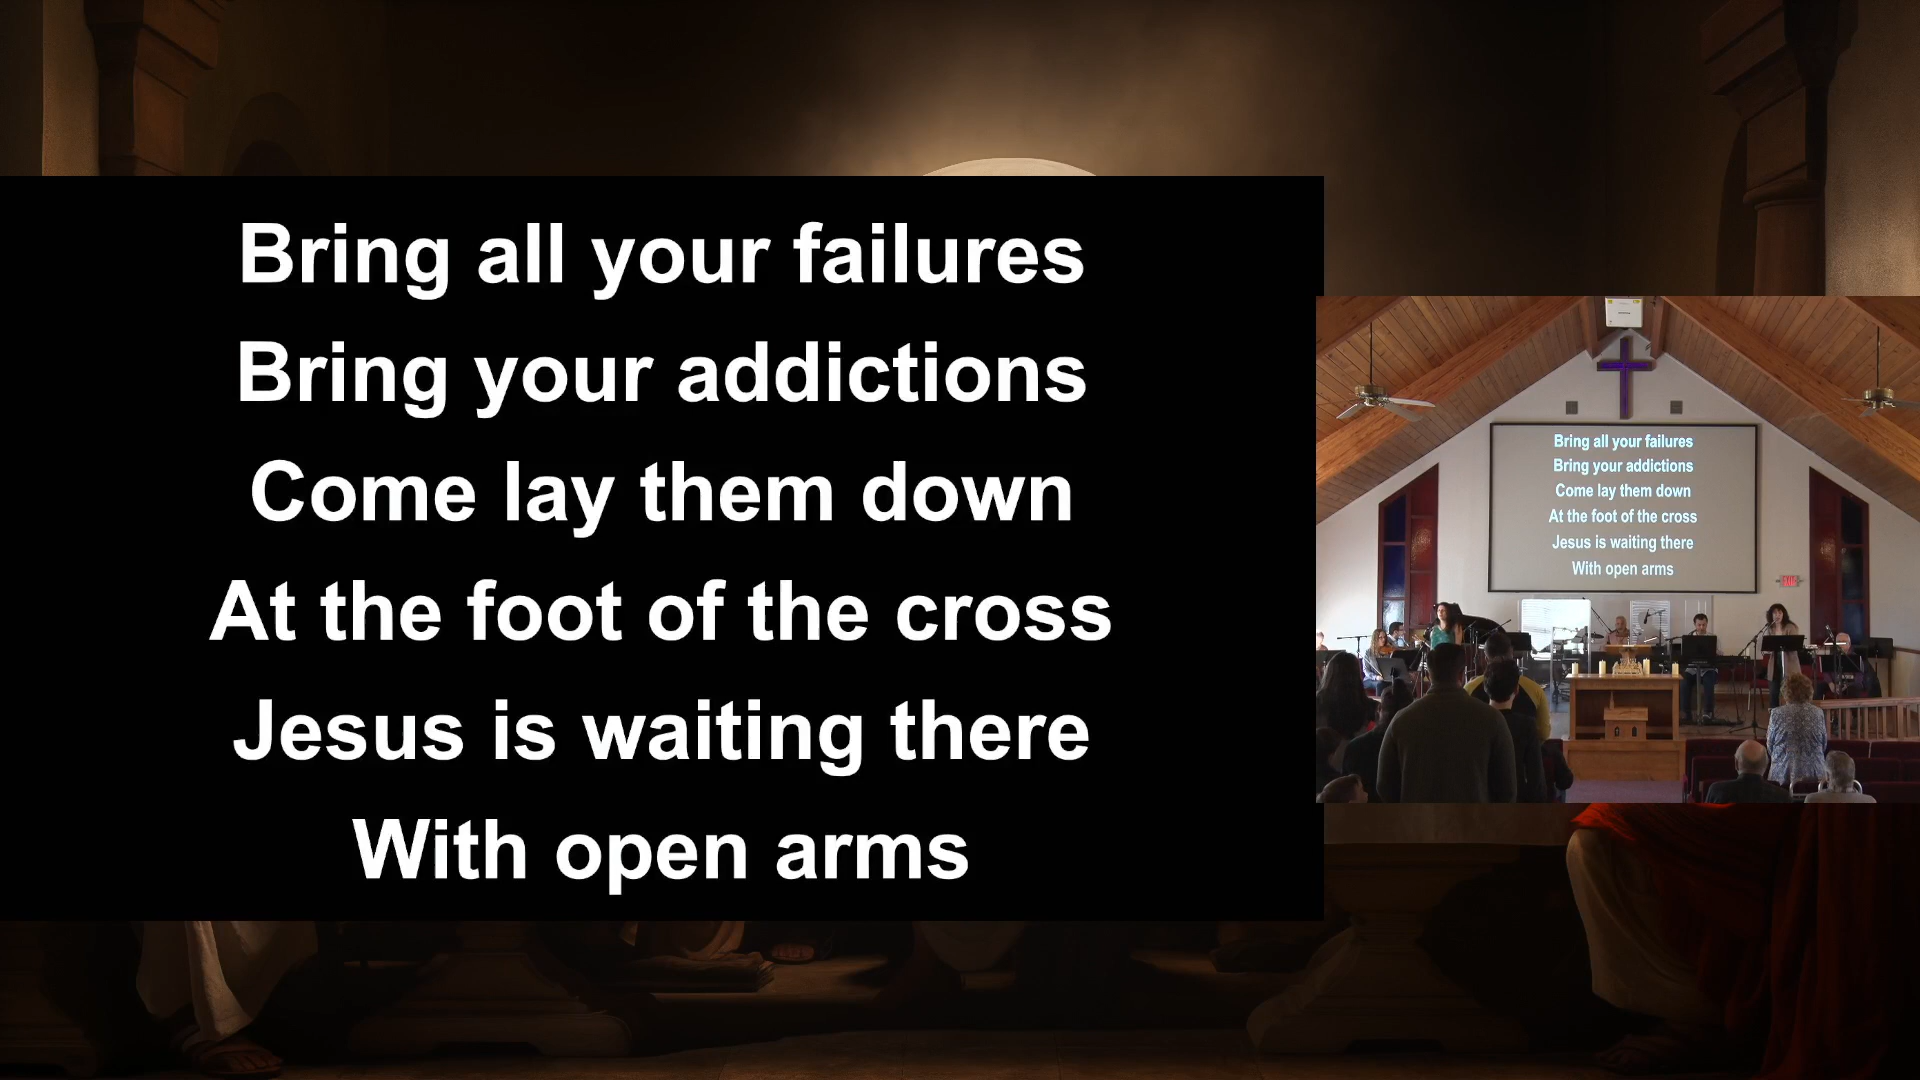 Bring all your failures
Bring your addictions
Come lay them down
At the foot of the cross
Jesus is waiting there
With open arms
Bring all your failures
Bring your addictions
Come lay them down
At the foot of the cross
Jesus is waiting there
With open arms
EXIT